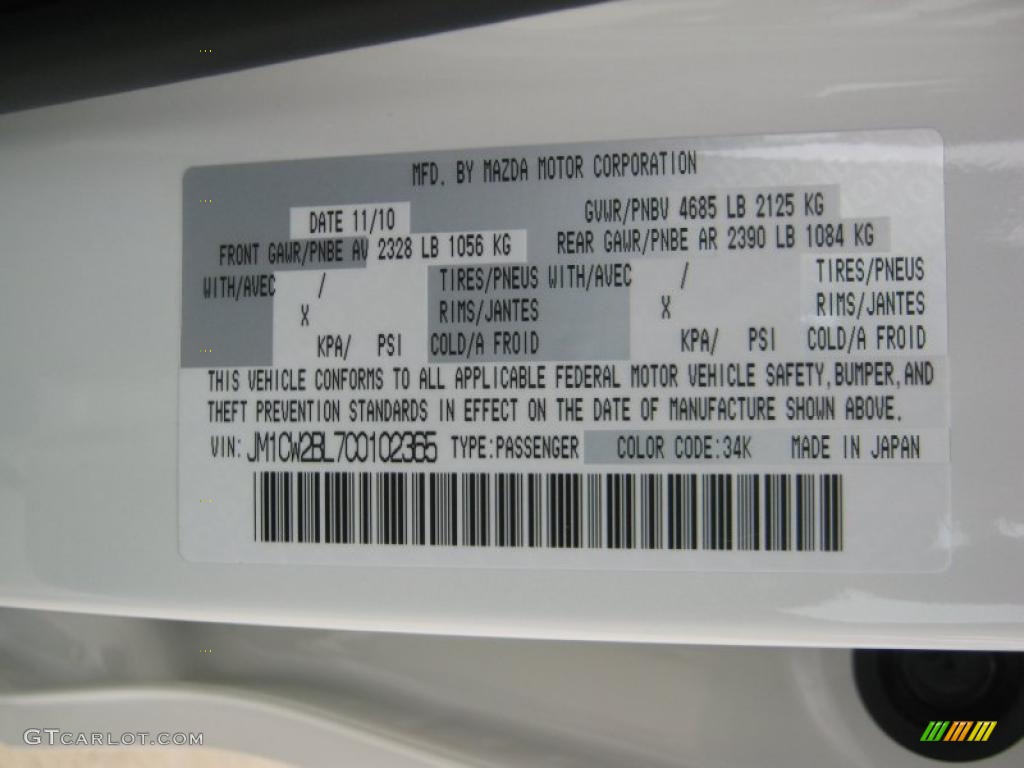 MFD. BY MAZDA MOTOR CORPORATION
DATE 11/10 GVWR/PNBV 4685 LB 2125 KG
FRONT GAWR/PNBE AV 2328 LB 1056 KG REAR GAWR/PNBE AR 2390 LB 1084 KG
WITH/AVEC / TIRES/PNEUS WITH/AVEC / TIRES/PNEUS
X RIMS/JANTES X RIMS/JANTES
KPA/ PSI COLD/A FROID KPA/ PSI COLD/A FROID
THIS VEHICLE CONFORMS TO ALL APPLICABLE FEDERAL MOTOR VEHICLE SAFETY,BUMPER,AND
THEFT PREVENTION STANDARDS IN EFFECT ON THE DATE OF MANUFACTURE SHOWN ABOVE.
VIN: JM1CW2BL7C0102365 TYPE:PASSENGER COLOR CODE:34K MADE IN JAPAN
GTCARLOT.COM